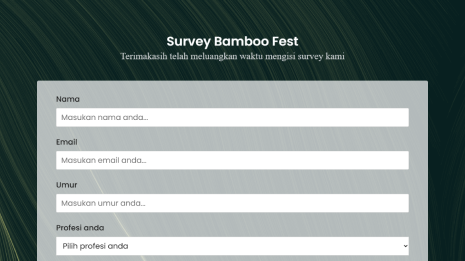 Survey Bamboo Fest
Terimakasih telah meluangkan waktu mengisi survey kami
Nama
Masukan nama anda...
Email
Masukan email anda...
Umur
Masukan umur anda...
Profesi anda
Pilih profesi anda